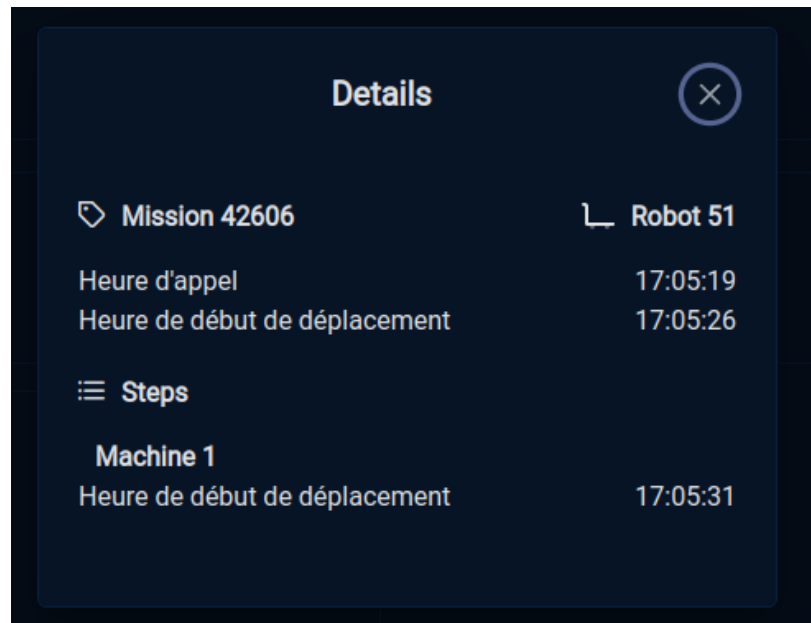 Details
Mission 42606 Robot 51
Heure d'appel 17:05:19
Heure de début de déplacement 17:05:26
Steps
Machine 1
Heure de début de déplacement 17:05:31